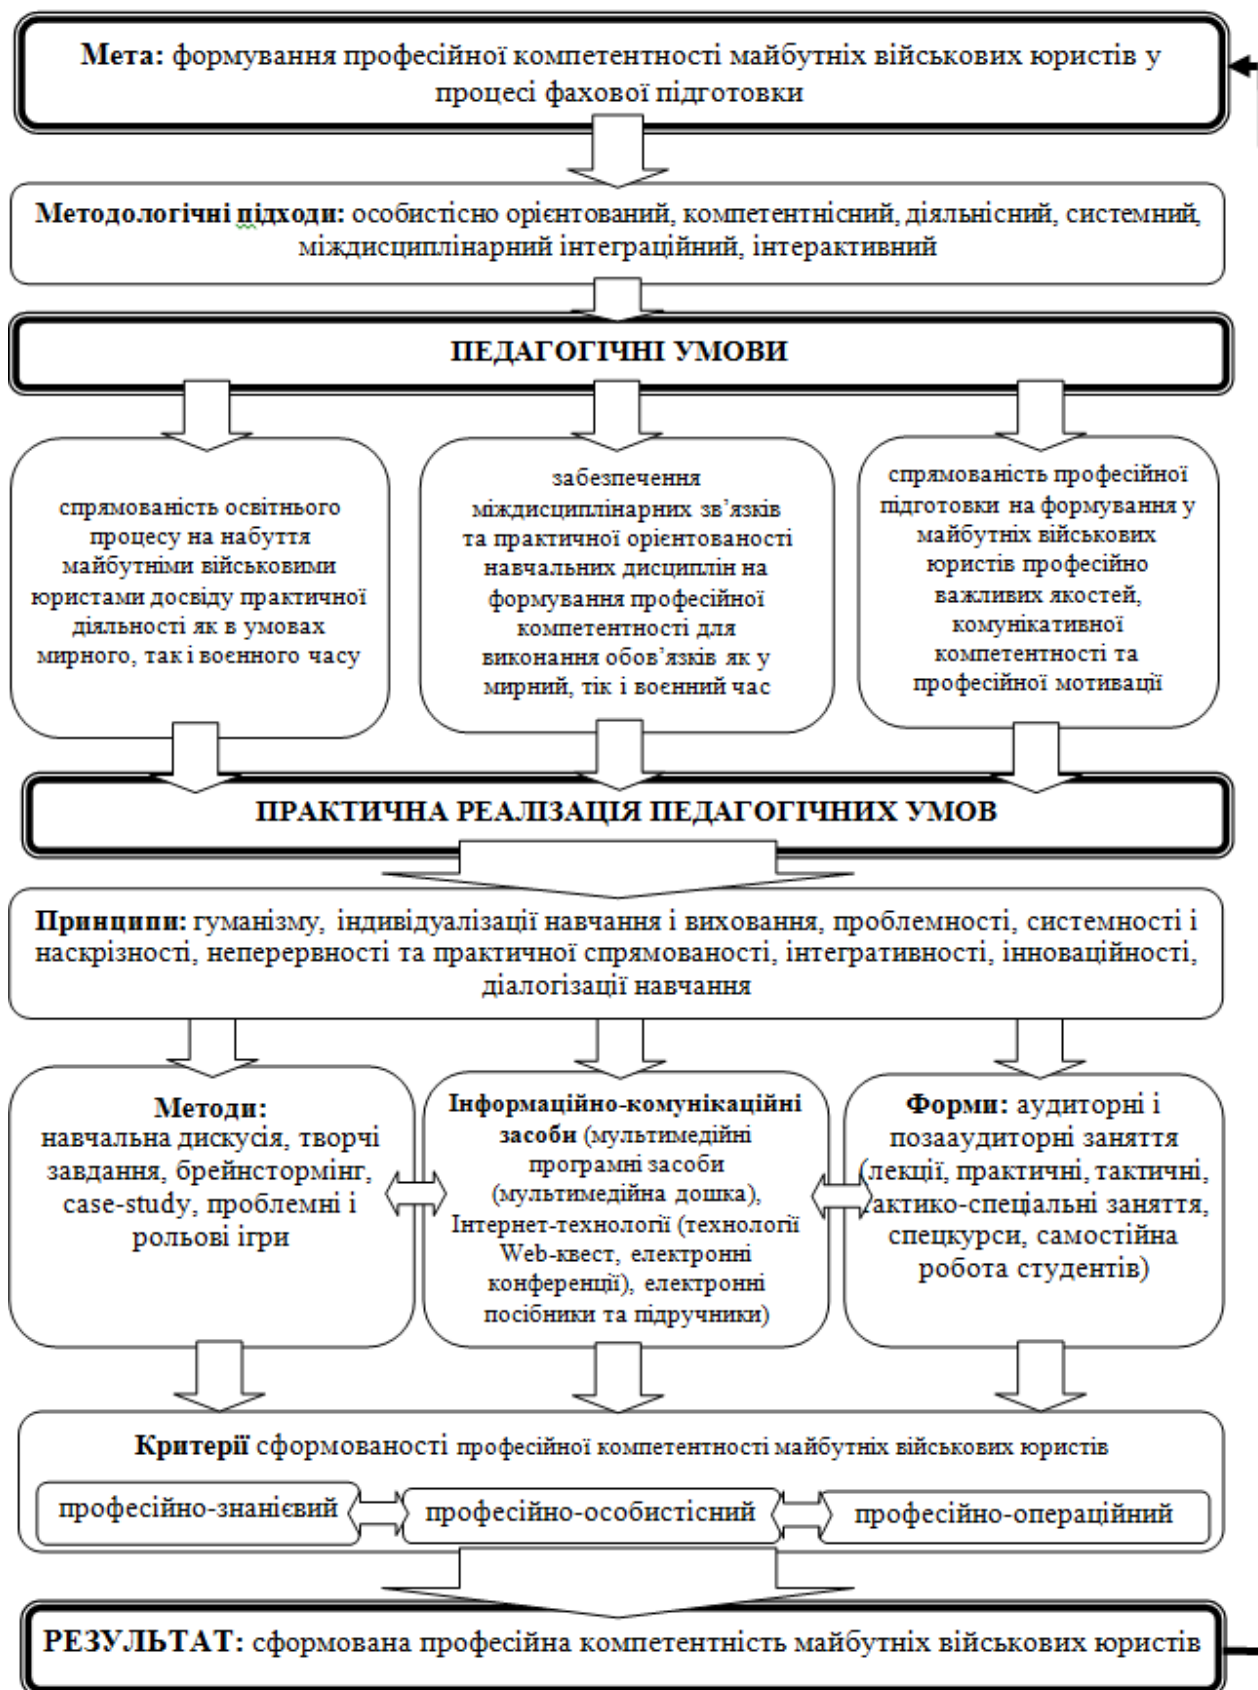 Мета: формування професійної компетентності майбутніх військових юристів у
процесі фахової підготовки
Методологічні підходи: особистісно орієнтований, компетентнісний, діяльнісний, системний,
міждисциплінарний інтеграційний, інтерактивний
ПЕДАГОГІЧНІ УМОВИ
спрямованість освітнього
процесу на набуття
майбутніми військовими
юристами досвіду практичної
діяльності як в умовах
мирного, так і воєнного часу
забезпечення
міждисциплінарних зв’язків
та практичної орієнтованості
навчальних дисциплін на
формування професійної
компетентності для
виконання обов’язків як у
мирний, тік і воєнний час
спрямованість професійної
підготовки на формування у
майбутніх військових
юристів професійно
важливих якостей,
комунікативної
компетентності та
професійної мотивації
ПРАКТИЧНА РЕАЛІЗАЦІЯ ПЕДАГОГІЧНИХ УМОВ
Принципи: гуманізму, індивідуалізації навчання і виховання, проблемності, системності і
наскрізності, неперервності та практичної спрямованості, інтегративності, інноваційності,
діалогізації навчання
Методи:
навчальна дискусія, творчі
завдання, брейнстормінг,
case-study, проблемні і
рольові ігри
Інформаційно-комунікаційні
засоби (мультимедійні
програмні засоби
(мультимедійна дошка),
Інтернет-технології (технології
Web-квест, електронні
конференції), електронні
посібники та підручники)
Форми: аудиторні і
позааудиторні заняття
(лекції, практичні, тактичні,
тактико-спеціальні заняття,
спецкурси, самостійна
робота студентів)
Критерії сформованості професійної компетентності майбутніх військових юристів
професійно-знанієвий
професійно-особистісний
професійно-операційний
РЕЗУЛЬТАТ: сформована професійна компетентність майбутніх військових юристів